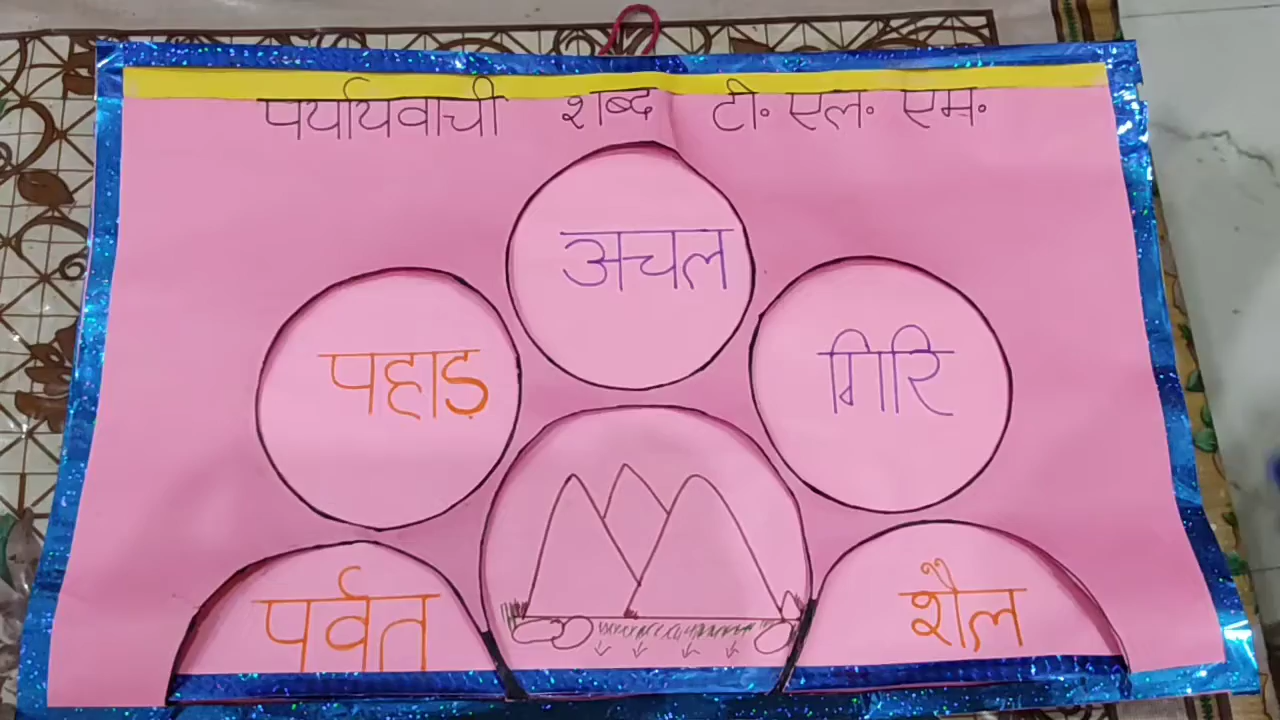 पर्यायवाची शब्द टी. एल. एम.
अचल
पहाड़
गिरि
पर्वत
शैल